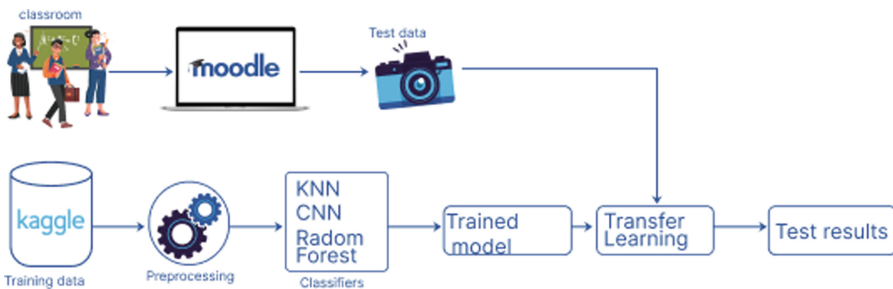 classroom
moodle
Test data
kaggle
Training data
Preprocessing
KNN
CNN
Radom
Forest
Classifiers
Trained
model
Transfer
Learning
Test results